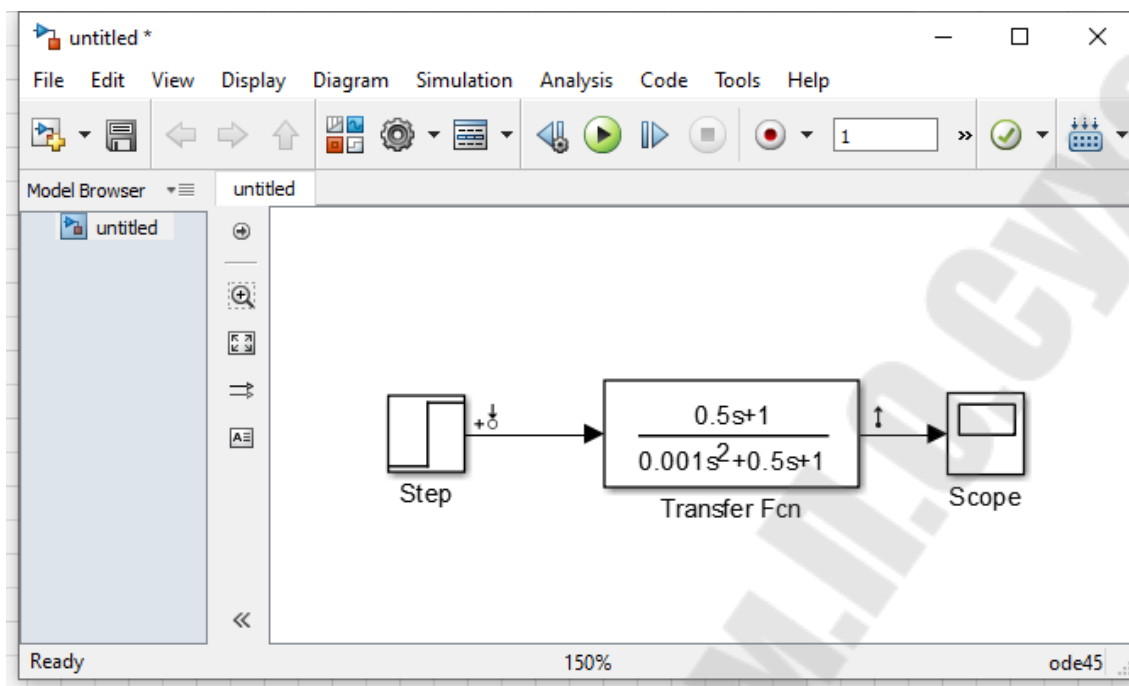 untitled *
File Edit View Display Diagram Simulation Analysis Code Tools Help
1
Model Browser
untitled
untitled
Step
0.5s+1
0.001s²+0.5s+1
Transfer Fcn
Scope
Ready 150% ode45